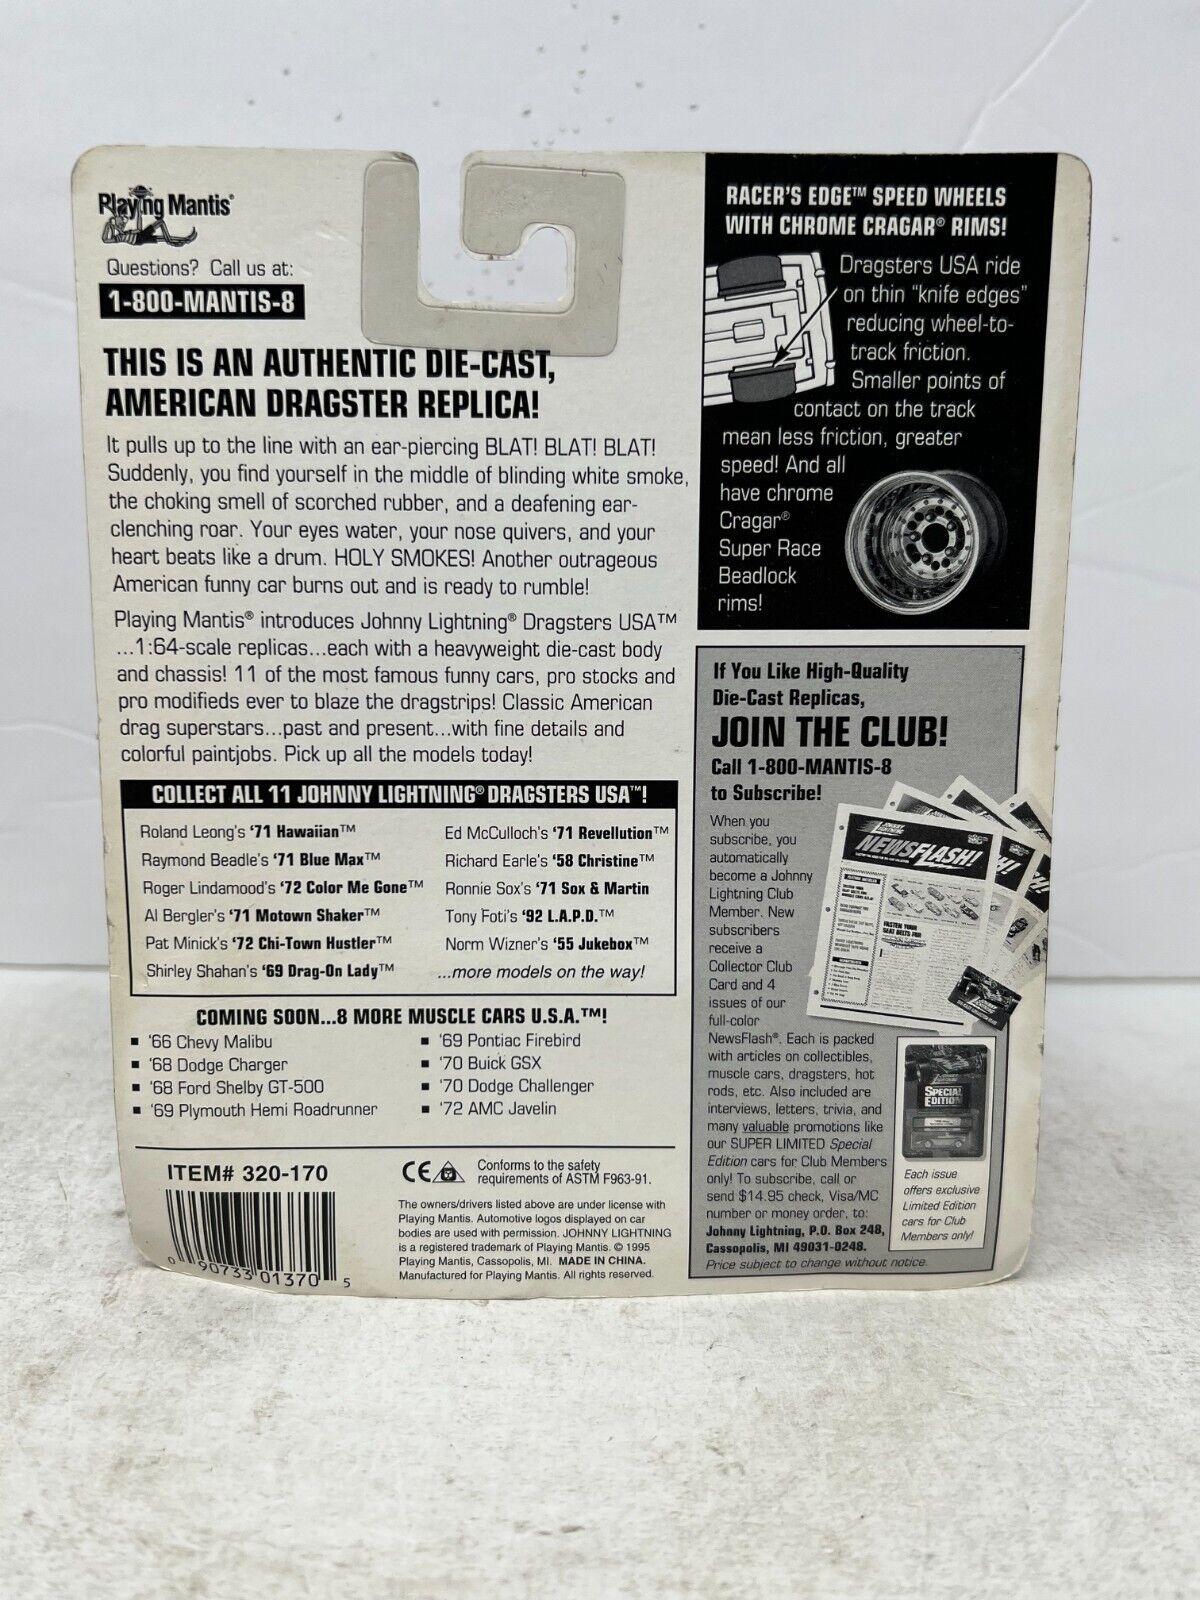 Playing Mantis®
Questions? Call us at:
1-800-MANTIS-8
THIS IS AN AUTHENTIC DIE-CAST,
AMERICAN DRAGSTER REPLICA!
It pulls up to the line with an ear-piercing BLAT! BLAT! BLAT!
Suddenly, you find yourself in the middle of blinding white smoke,
the choking smell of scorched rubber, and a deafening ear-
clenching roar. Your eyes water, your nose quivers, and your
heart beats like a drum. HOLY SMOKES! Another outrageous
American funny car burns out and is ready to rumble!
Playing Mantis® introduces Johnny Lightning® Dragsters USA™
...1:64-scale replicas...each with a heavyweight die-cast body
and chassis! 11 of the most famous funny cars, pro stocks and
pro modifieds ever to blaze the dragstrips! Classic American
drag superstars...past and present...with fine details and
colorful paintjobs. Pick up all the models today!
COLLECT ALL 11 JOHNNY LIGHTNING® DRAGSTERS USA™!
Roland Leong's '71 Hawaiian™
Raymond Beadle's '71 Blue Max™
Roger Lindamood's '72 Color Me Gone™
Al Bergler's '71 Motown Shaker™
Pat Minick's '72 Chi-Town Hustler™
Shirley Shahan's '69 Drag-On Lady™
Ed McCulloch's '71 Revellution™
Richard Earle's '58 Christine™
Ronnie Sox's '71 Sox & Martin
Tony Foti's '92 L.A.P.D.™
Norm Wizner's '55 Jukebox™
...more models on the way!
COMING SOON...8 MORE MUSCLE CARS U.S.A.™!
■ '66 Chevy Malibu
■ '68 Dodge Charger
■ '68 Ford Shelby GT-500
■ '69 Plymouth Hemi Roadrunner
■ '69 Pontiac Firebird
■ '70 Buick GSX
■ '70 Dodge Challenger
■ '72 AMC Javelin
ITEM# 320-170
0 90733 01370 5
CE
Conforms to the safety
requirements of ASTM F963-91.
The owners/drivers listed above are under license with
Playing Mantis. Automotive logos displayed on car
bodies are used with permission. JOHNNY LIGHTNING
is a registered trademark of Playing Mantis. © 1995
Playing Mantis, Cassopolis, MI. MADE IN CHINA.
Manufactured for Playing Mantis. All rights reserved.
RACER'S EDGE™ SPEED WHEELS
WITH CHROME CRAGAR® RIMS!
Dragsters USA ride
on thin "knife edges"
reducing wheel-to-
track friction.
Smaller points of
contact on the track
mean less friction, greater
speed! And all
have chrome
Cragar®
Super Race
Beadlock
rims!
If You Like High-Quality
Die-Cast Replicas,
JOIN THE CLUB!
Call 1-800-MANTIS-8
to Subscribe!
When you
subscribe, you
automatically
become a Johnny
Lightning Club
Member. New
subscribers
receive a
Collector Club
Card and 4
issues of our
full-color
NewsFlash®. Each is packed
with articles on collectibles,
muscle cars, dragsters, hot
rods, etc. Also included are
interviews, letters, trivia, and
many valuable promotions like
our SUPER LIMITED Special
Edition cars for Club Members
only! To subscribe, call or
send $14.95 check, Visa/MC
number or money order, to:
Johnny Lightning, P.O. Box 248,
Cassopolis, MI 49031-0248.
Price subject to change without notice.
NEWSFLASH!
FASTEN YOUR
SEAT BELTS FOR
SPECIAL
EDITION
Each issue
offers exclusive
Limited Edition
cars for Club
Members only!